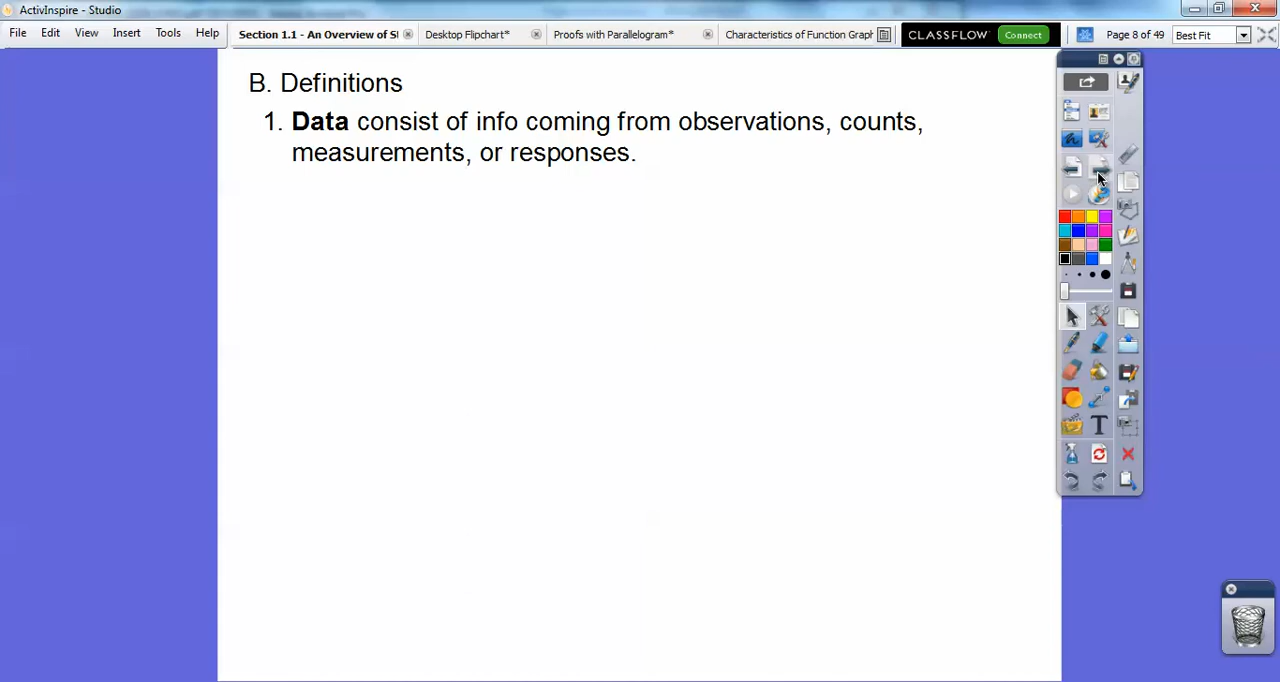 ActivInspire - Studio
File Edit View Insert Tools Help
Section 1.1 - An Overview of S
Desktop Flipchart*
Proofs with Parallelogram*
Characteristics of Function Graph
CLASSFLOW Connect
Page 8 of 49
Best Fit
B. Definitions
1. Data consist of info coming from observations, counts,
measurements, or responses.
T